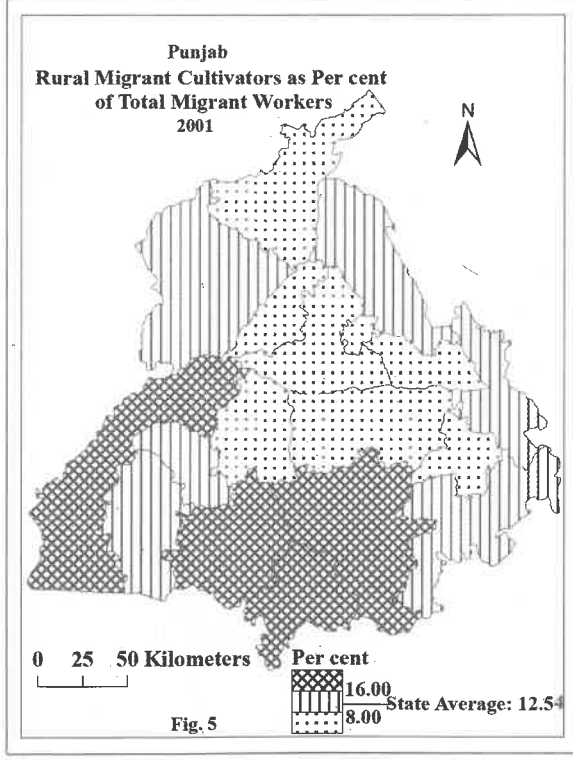 Punjab
Rural Migrant Cultivators as Per cent
of Total Migrant Workers
2001
N
0 25 50 Kilometers
Per cent
16.00
State Average: 12.54
8.00
Fig. 5